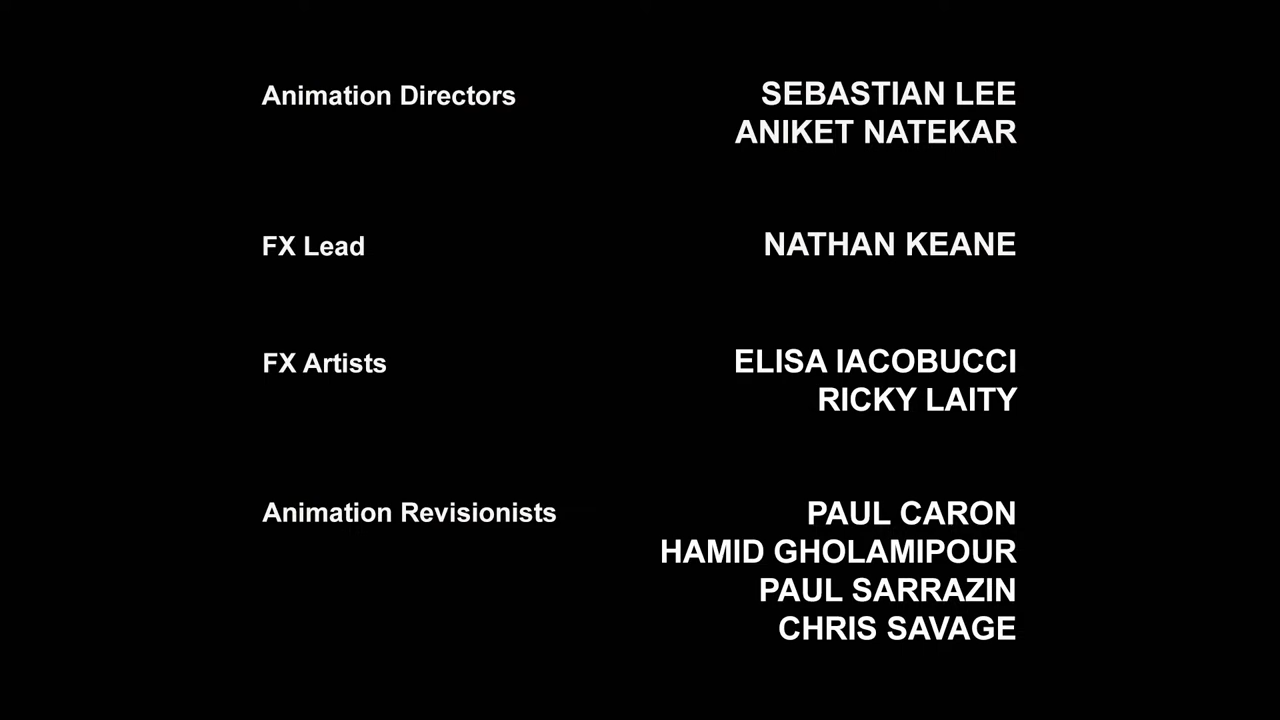 Animation Directors SEBASTIAN LEE
ANIKET NATEKAR
FX Lead NATHAN KEANE
FX Artists ELISA IACOBUCCI
RICKY LAITY
Animation Revisionists PAUL CARON
HAMID GHOLAMIPOUR
PAUL SARRAZIN
CHRIS SAVAGE